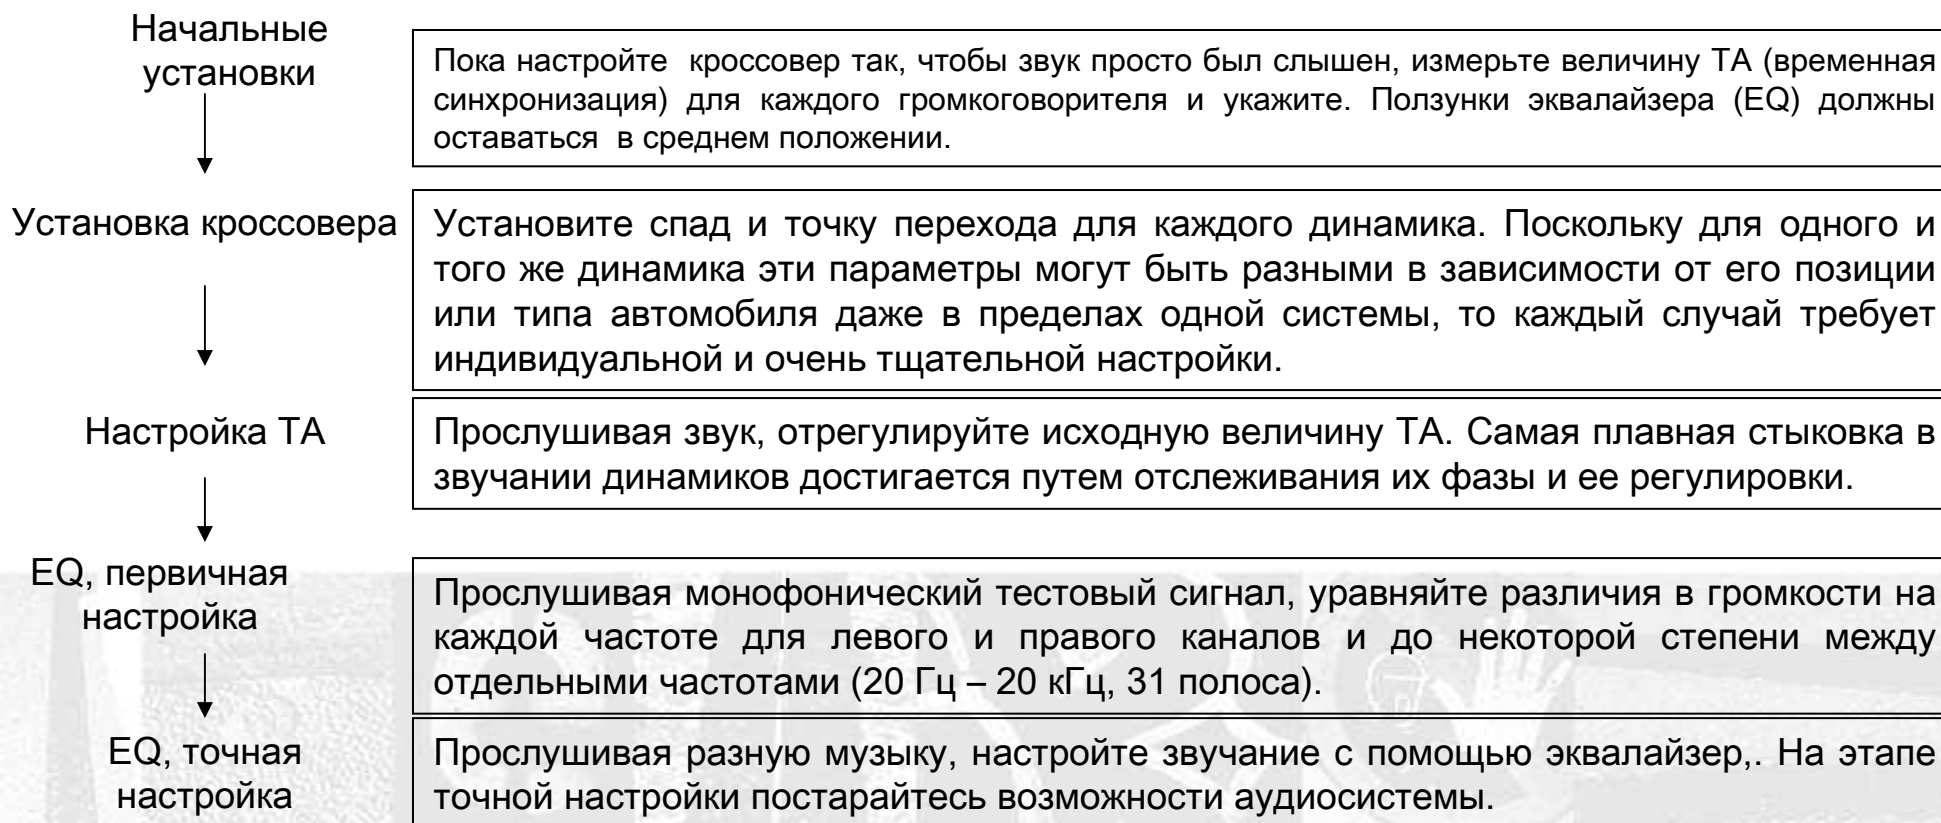 Начальные
установки
Пока настройте кроссовер так, чтобы звук просто был слышен, измерьте величину ТА (временная
синхронизация) для каждого громкоговорителя и укажите. Ползунки эквалайзера (EQ) должны
оставаться в среднем положении.
Установка кроссовера
Установите спад и точку перехода для каждого динамика. Поскольку для одного и
того же динамика эти параметры могут быть разными в зависимости от его позиции
или типа автомобиля даже в пределах одной системы, то каждый случай требует
индивидуальной и очень тщательной настройки.
Настройка ТА
Прослушивая звук, отрегулируйте исходную величину ТА. Самая плавная стыковка в
звучании динамиков достигается путем отслеживания их фазы и ее регулировки.
EQ, первичная
настройка
Прослушивая монофонический тестовый сигнал, уравняйте различия в громкости на
каждой частоте для левого и правого каналов и до некоторой степени между
отдельными частотами (20 Гц – 20 кГц, 31 полоса).
EQ, точная
настройка
Прослушивая разную музыку, настройте звучание с помощью эквалайзер,. На этапе
точной настройки постарайтесь возможности аудиосистемы.